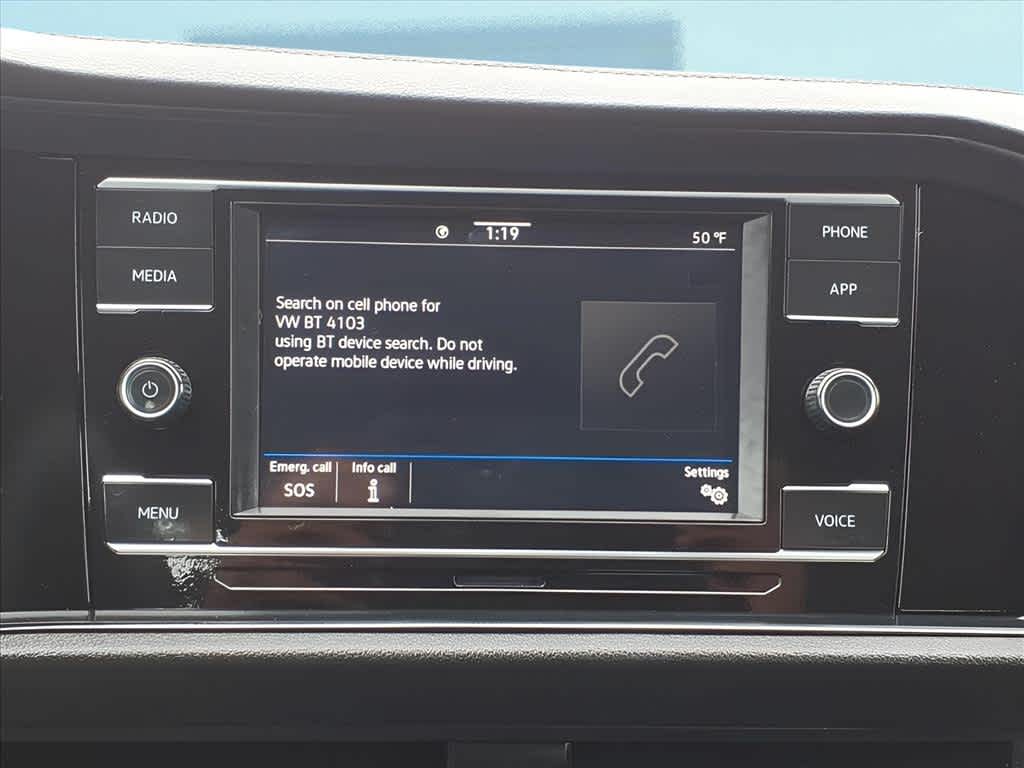 RADIO
MEDIA
MENU
1:19
50 °F
Search on cell phone for
VW BT 4103
using BT device search. Do not
operate mobile device while driving.
Emerg. call
SOS
Info call
i
Settings
PHONE
APP
VOICE